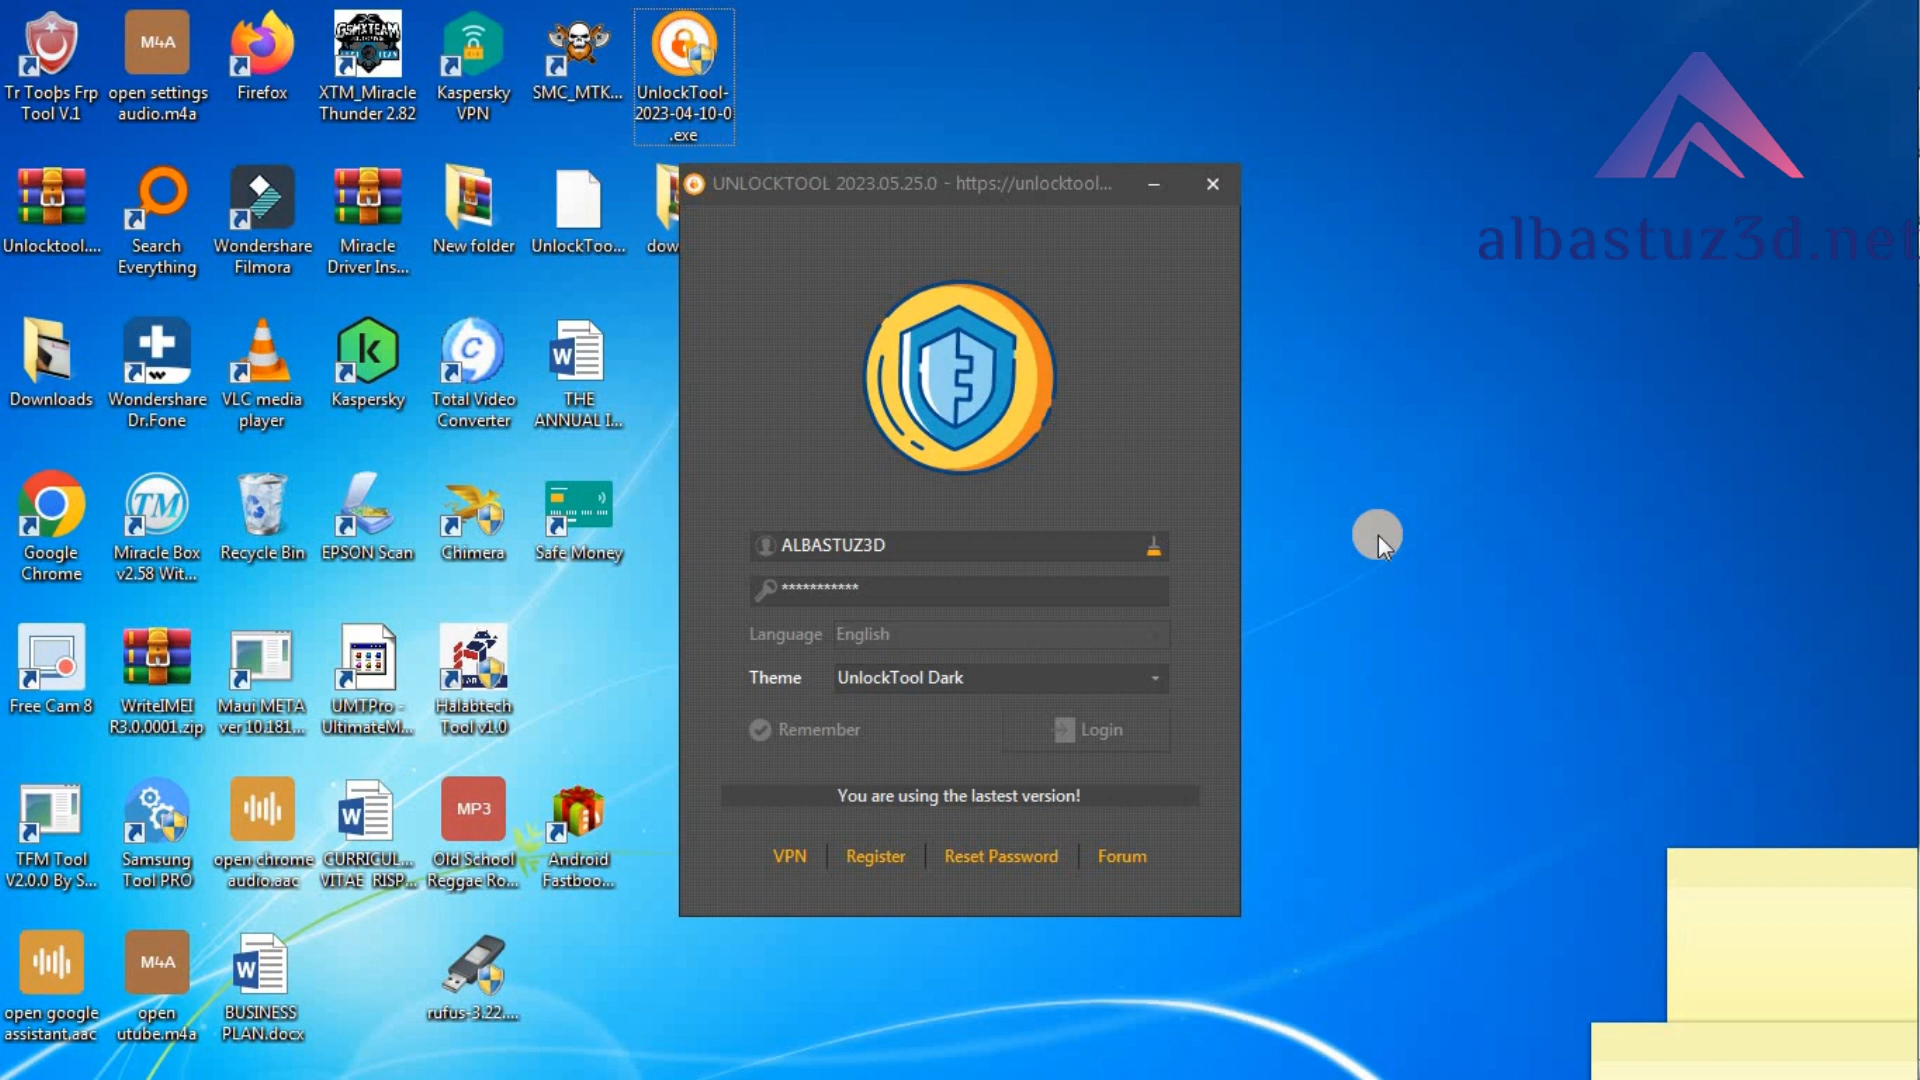 Tr Toobs Frp
Tool V.1
M4A
open settings
audio.m4a
Firefox
XTM_Miracle
Thunder 2.82
Kaspersky
VPN
SMC_MTK...
UnlockTool-
2023-04-10-0
.exe
Unlocktool....
Search
Everything
Wondershare
Filmora
Miracle
Driver Ins...
New folder
UnlockToo...
dow
UNLOCKTOOL 2023.05.25.0 - https://unlocktool...
albastuz3d.net
Downloads
Wondershare
Dr.Fone
VLC media
player
Kaspersky
Total Video
Converter
THE
ANNUAL I...
Google
Chrome
TM
Miracle Box
v2.58 Wit...
Recycle Bin
EPSON Scan
Chimera
Safe Money
ALBASTUZ3D
***********
Language English
Theme UnlockTool Dark
Remember
Login
You are using the lastest version!
VPN
Register
Reset Password
Forum
Free Cam 8
WriteIMEI
R3.0.0001.zip
Maui META
ver 10.181...
UMTPro -
UltimateM...
Halabtech
Tool v1.0
TFM Tool
V2.0.0 By S...
Samsung
Tool PRO
open chrome
audio.aac
CURRICUL...
VITAE RISP...
MP3
Old School
Reggae Ro...
Android
Fastboo...
open google
assistant.aac
M4A
open
utube.m4a
BUSINESS
PLAN.docx
rufus-3.22....